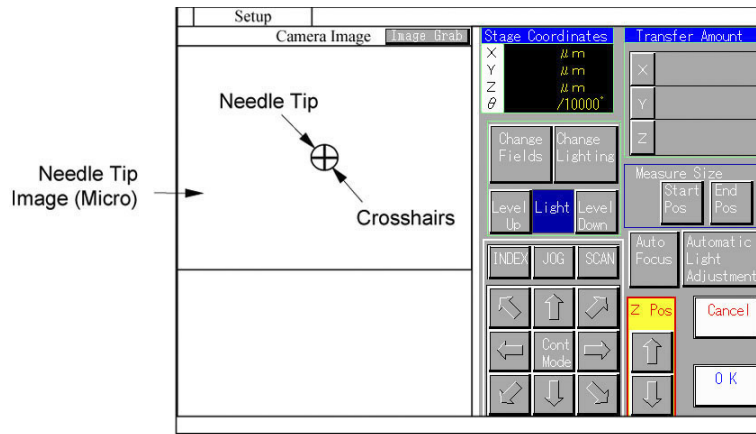 Setup
Camera Image
Image Grab
Needle Tip
Needle Tip
Image (Micro)
Crosshairs
Stage Coordinates
X μm
Y μm
Z μm
θ /10000°
Transfer Amount
X
Y
Z
Change
Fields
Change
Lighting
Measure Size
Start
Pos
End
Pos
Level
Up
Light
Level
Down
Auto
Focus
Automatic
Light
Adjustment
INDEX
JOG
SCAN
Cont
Mode
Z Pos
Cancel
OK